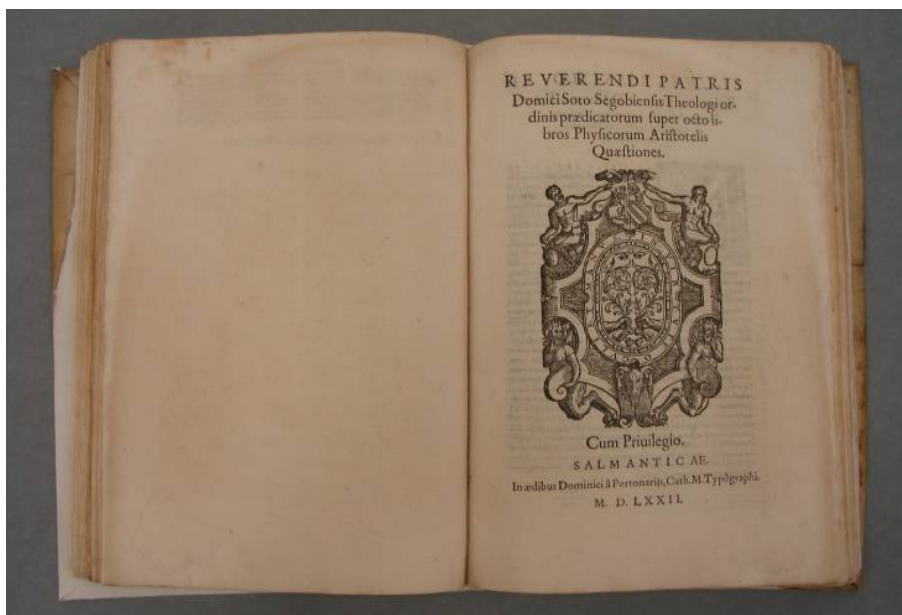 REVERENDI PATRIS
Domici Soto Segobiensis Theologi or-
dinis prædicatorum super octo li-
bros Physicorum Aristotelis
Quæstiones.
Cum Priuilegio.
SALMANTICAE.
In ædibus Dominici à Portonarijs, Cath. M. Typographi.
M. D. LXXII.